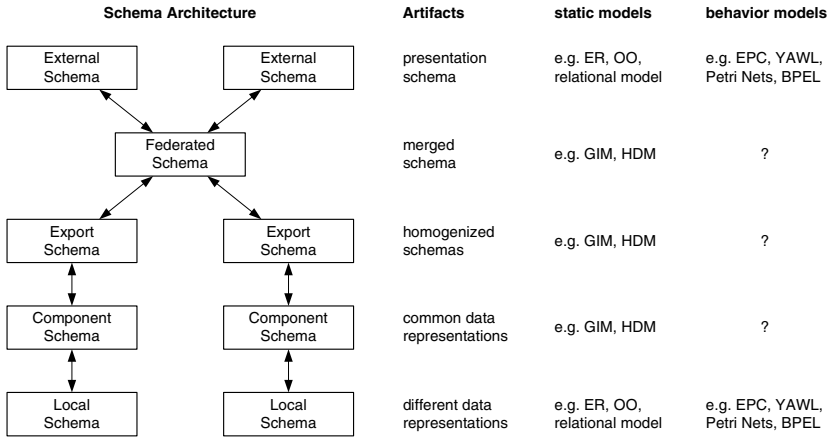 Schema Architecture Artifacts static models behavior models
External External presentation e.g. ER, OO, e.g. EPC, YAWL,
Schema Schema schema relational model Petri Nets, BPEL
Federated merged
Schema schema e.g. GIM, HDM ?
Export Export homogenized
Schema Schema schemas e.g. GIM, HDM ?
Component Component common data
Schema Schema representations e.g. GIM, HDM ?
Local Local different data e.g. ER, OO, e.g. EPC, YAWL,
Schema Schema representations relational model Petri Nets, BPEL